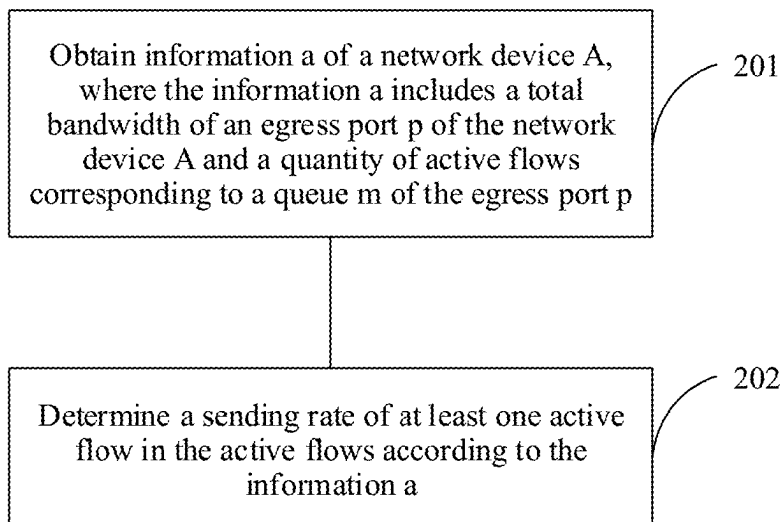 Obtain information a of a network device A,
where the information a includes a total
bandwidth of an egress port p of the network
device A and a quantity of active flows
corresponding to a queue m of the egress port p
201
Determine a sending rate of at least one active
flow in the active flows according to the
information a
202